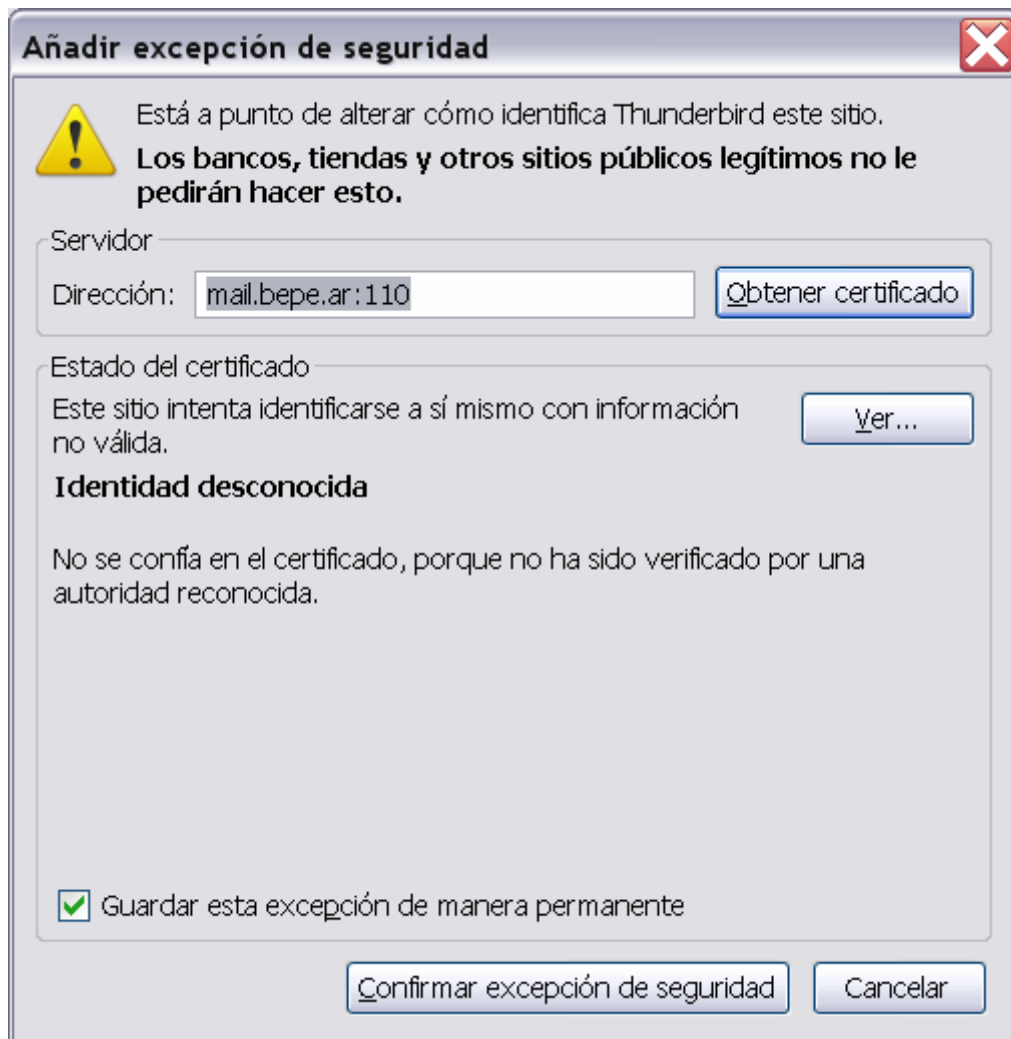 Añadir excepción de seguridad
Está a punto de alterar cómo identifica Thunderbird este sitio.
Los bancos, tiendas y otros sitios públicos legítimos no le
pedirán hacer esto.
Servidor
Dirección: mail.bepe.ar:110 Obtener certificado
Estado del certificado
Este sitio intenta identificarse a sí mismo con información
no válida.
Ver...
Identidad desconocida
No se confía en el certificado, porque no ha sido verificado por una
autoridad reconocida.
Guardar esta excepción de manera permanente
Confirmar excepción de seguridad Cancelar